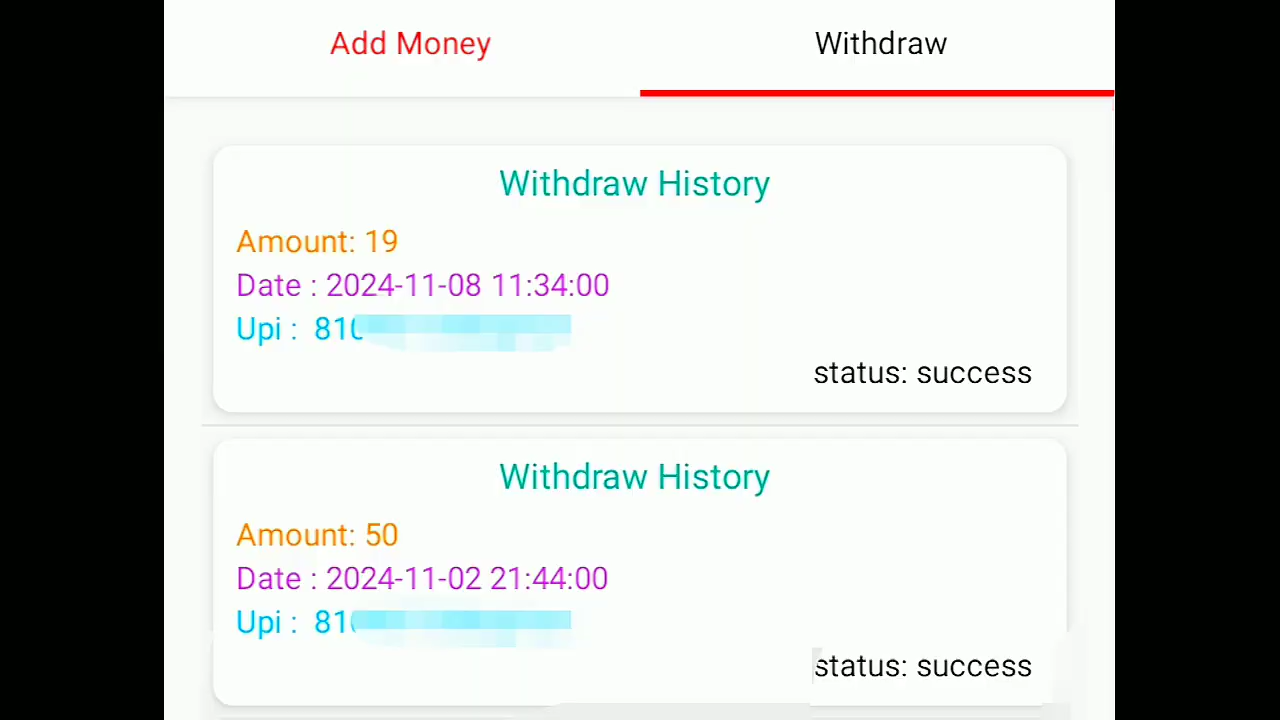 Add Money
Withdraw
Withdraw History
Amount: 19
Date : 2024-11-08 11:34:00
Upi : 810
status: success
Withdraw History
Amount: 50
Date : 2024-11-02 21:44:00
Upi : 81
status: success